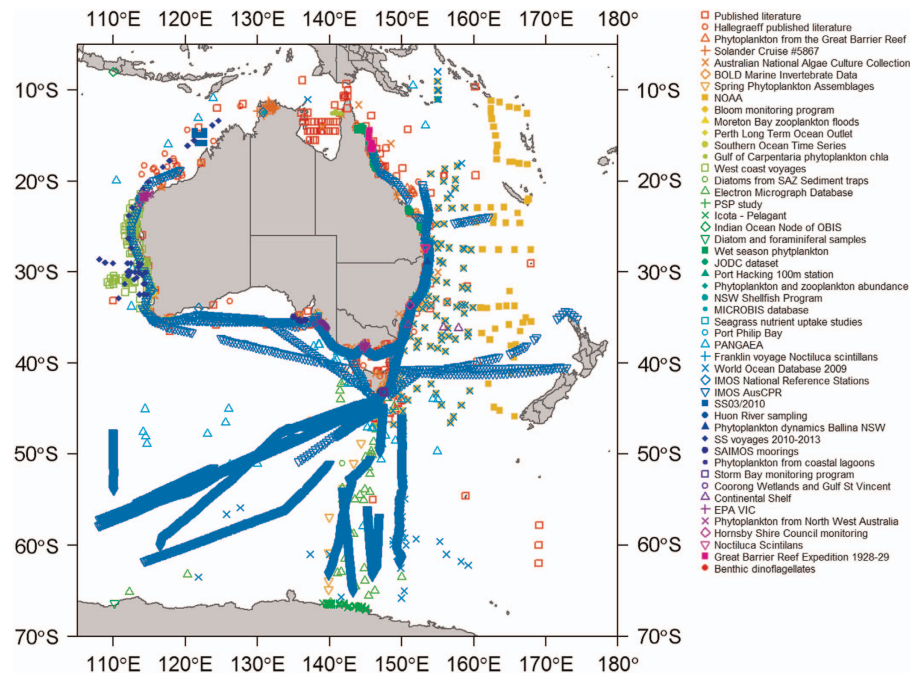 110°E 120°E 130°E 140°E 150°E 160°E 170°E 180°
10°S
20°S
30°S
40°S
50°S
60°S
70°S
10°S
20°S
30°S
40°S
50°S
60°S
70°S
110°E 120°E 130°E 140°E 150°E 160°E 170°E 180°
Published literature
Hallegraeff published literature
Phytoplankton from the Great Barrier Reef
Solander Cruise #5867
Australian National Algae Culture Collection
BOLD Marine Invertebrate Data
Spring Phytoplankton Assemblages
NOAA
Bloom monitoring program
Moreton Bay zooplankton floods
Perth Long Term Ocean Outlet
Southern Ocean Time Series
Gulf of Carpentaria phytoplankton chla
West coast voyages
Diatoms from SAZ Sediment traps
Electron Micrograph Database
PSP study
Icota - Pelagant
Indian Ocean Node of OBIS
Diatom and foraminiferal samples
Wet season phytplankton
JODC dataset
Port Hacking 100m station
Phytoplankton and zooplankton abundance
NSW Shellfish Program
MICROBIS database
Seagrass nutrient uptake studies
Port Philip Bay
PANGAEA
Franklin voyage Noctiluca scintillans
World Ocean Database 2009
IMOS National Reference Stations
IMOS AusCPR
SS03/2010
Huon River sampling
Phytoplankton dynamics Ballina NSW
SS voyages 2010-2013
SAIMOS moorings
Phytoplankton from coastal lagoons
Storm Bay monitoring program
Coorong Wetlands and Gulf St Vincent
Continental Shelf
EPA VIC
Phytoplankton from North West Australia
Hornsby Shire Council monitoring
Noctiluca Scintilans
Great Barrier Reef Expedition 1928-29
Benthic dinoflagellates